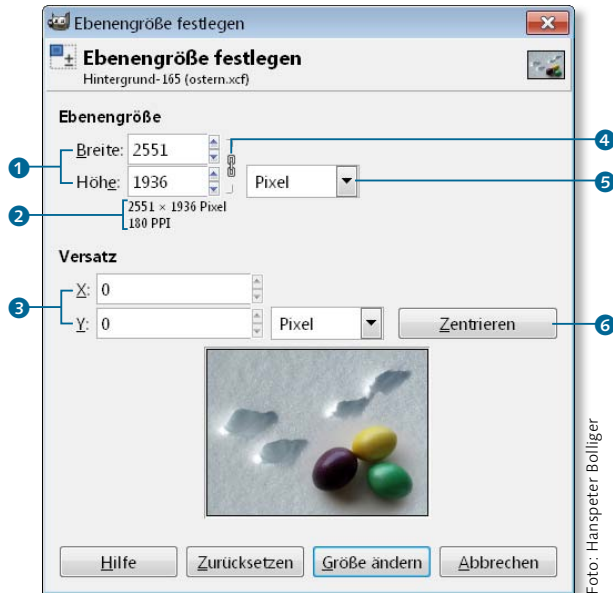 Ebenengröße festlegen
Ebenengröße festlegen
Hintergrund-165 (ostern.xcf)
Ebenengröße
1 Breite: 2551 4
Höhe: 1936 Pixel 5
2 2551 × 1936 Pixel
180 PPI
Versatz
3 X: 0
Y: 0 Pixel Zentrieren 6
Hilfe Zurücksetzen Größe ändern Abbrechen
Foto: Hanspeter Bolliger